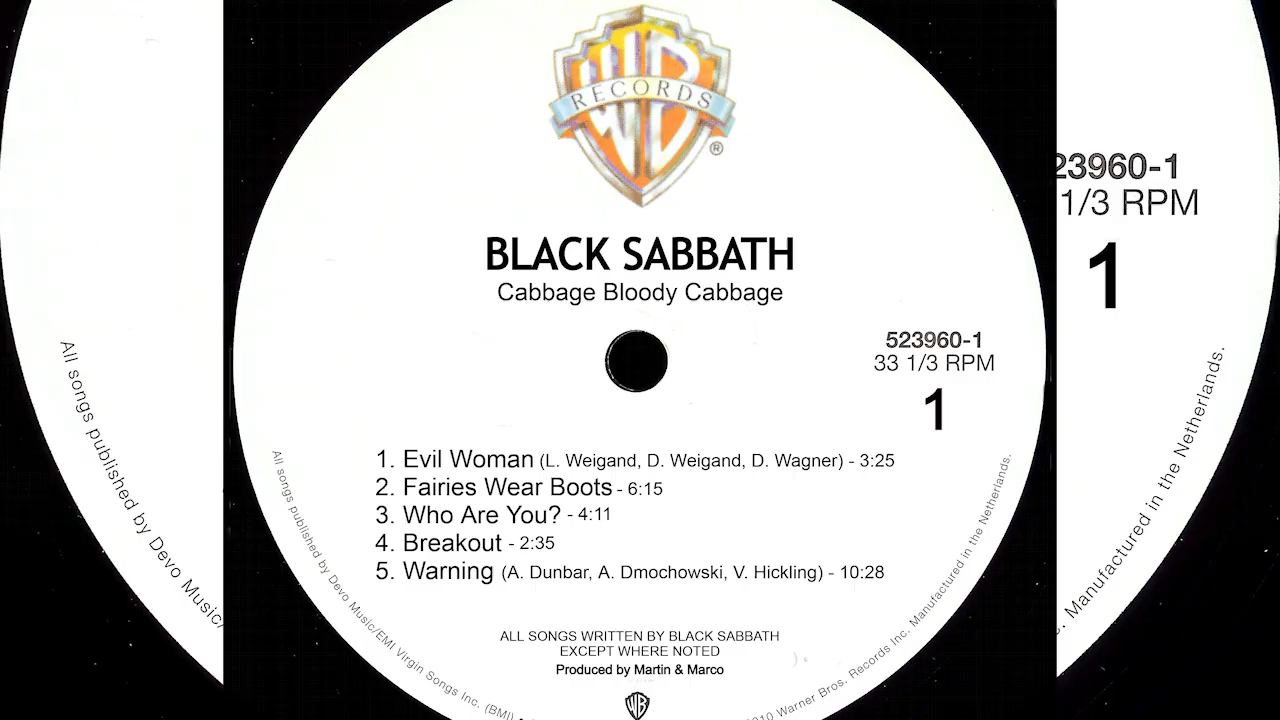 WB
RECORDS
®
BLACK SABBATH
Cabbage Bloody Cabbage
523960-1
33 1/3 RPM
1
1. Evil Woman (L. Weigand, D. Weigand, D. Wagner) - 3:25
2. Fairies Wear Boots - 6:15
3. Who Are You? - 4:11
4. Breakout - 2:35
5. Warning (A. Dunbar, A. Dmochowski, V. Hickling) - 10:28
ALL SONGS WRITTEN BY BLACK SABBATH
EXCEPT WHERE NOTED
Produced by Martin & Marco
WB
All songs published by Devo Music/EMI Virgin Songs Inc. (BMI)
Warner Bros. Records Inc. Manufactured in the Netherlands.
All songs published by Devo Music/
23960-1
1/3 RPM
1
Manufactured in the Netherlands.